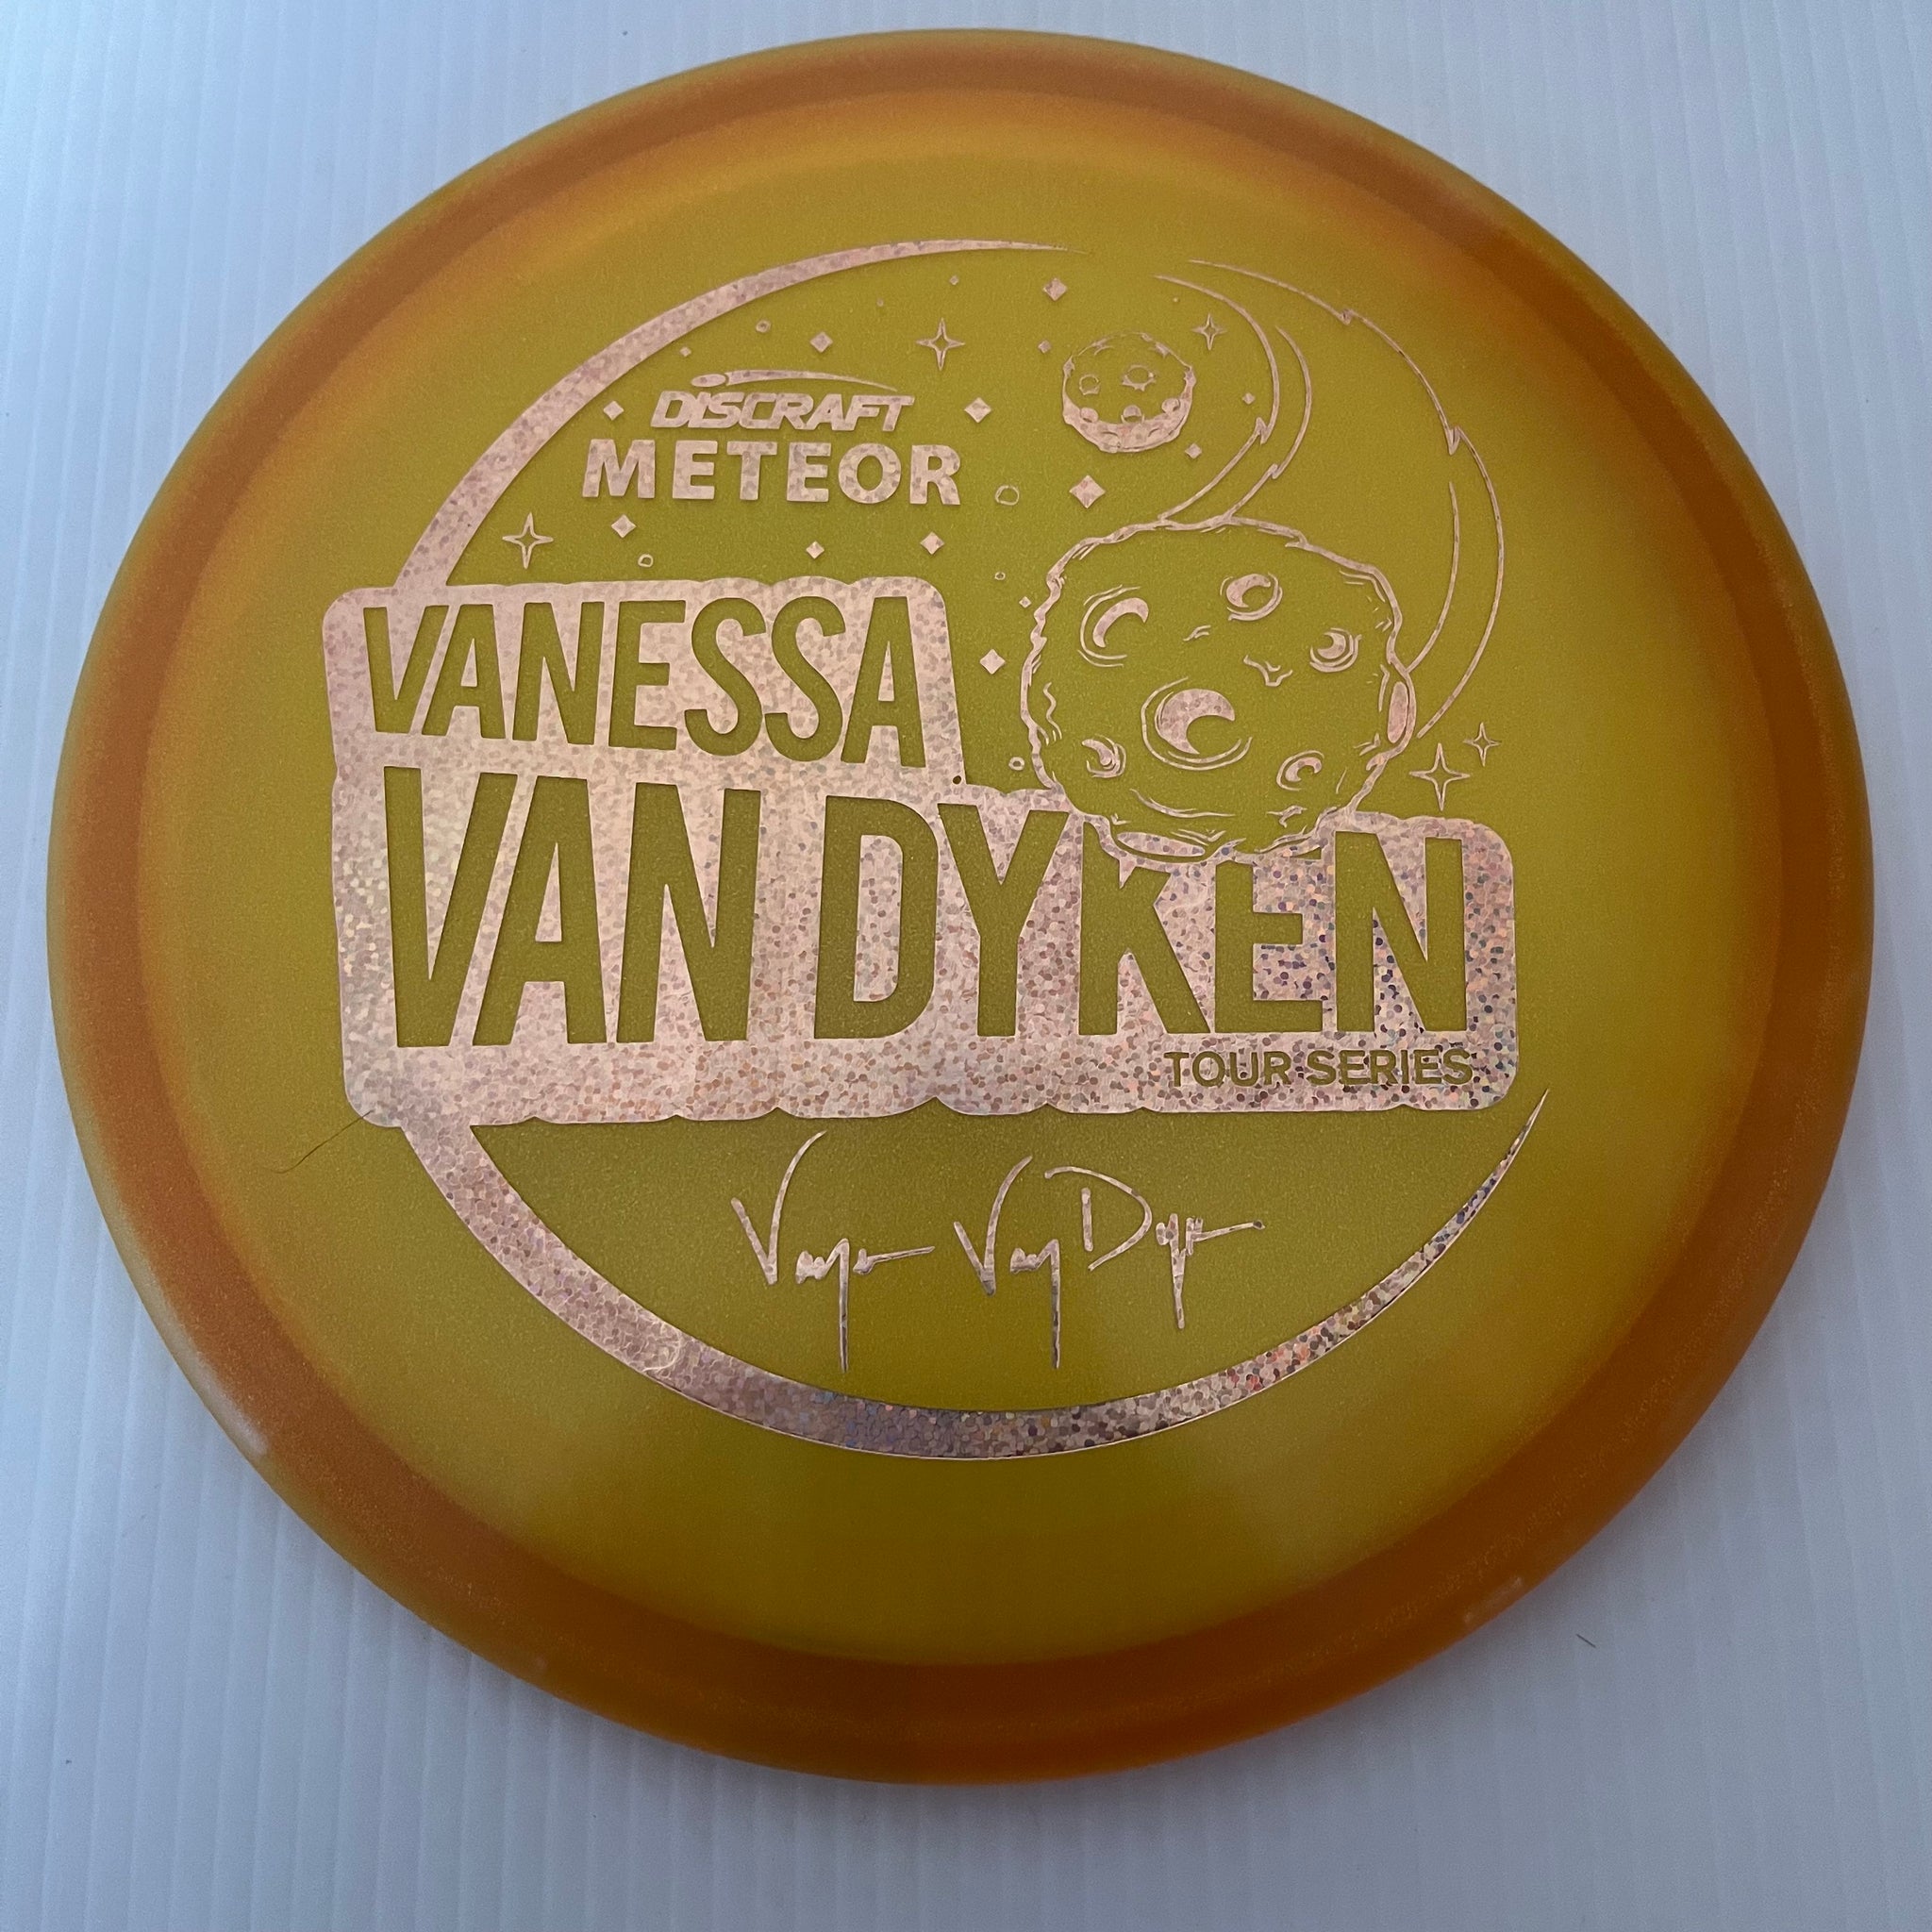 DISCRAFT
METEOR
VANESSA
VAN DYKEN
TOUR SERIES